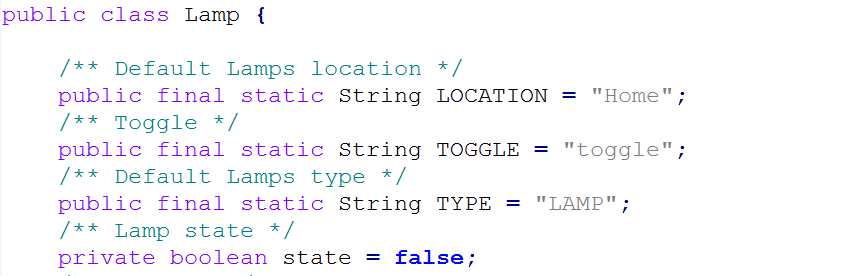 public class Lamp {
/** Default Lamps location */
public final static String LOCATION = "Home";
/** Toggle */
public final static String TOGGLE = "toggle";
/** Default Lamps type */
public final static String TYPE = "LAMP";
/** Lamp state */
private boolean state = false;